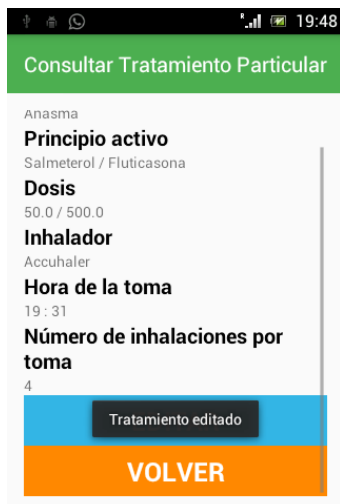 19:48
Consultar Tratamiento Particular
Anasma
Principio activo
Salmeterol / Fluticasona
Dosis
50.0 / 500.0
Inhalador
Accuhaler
Hora de la toma
19 : 31
Número de inhalaciones por
toma
4
Tratamiento editado
VOLVER